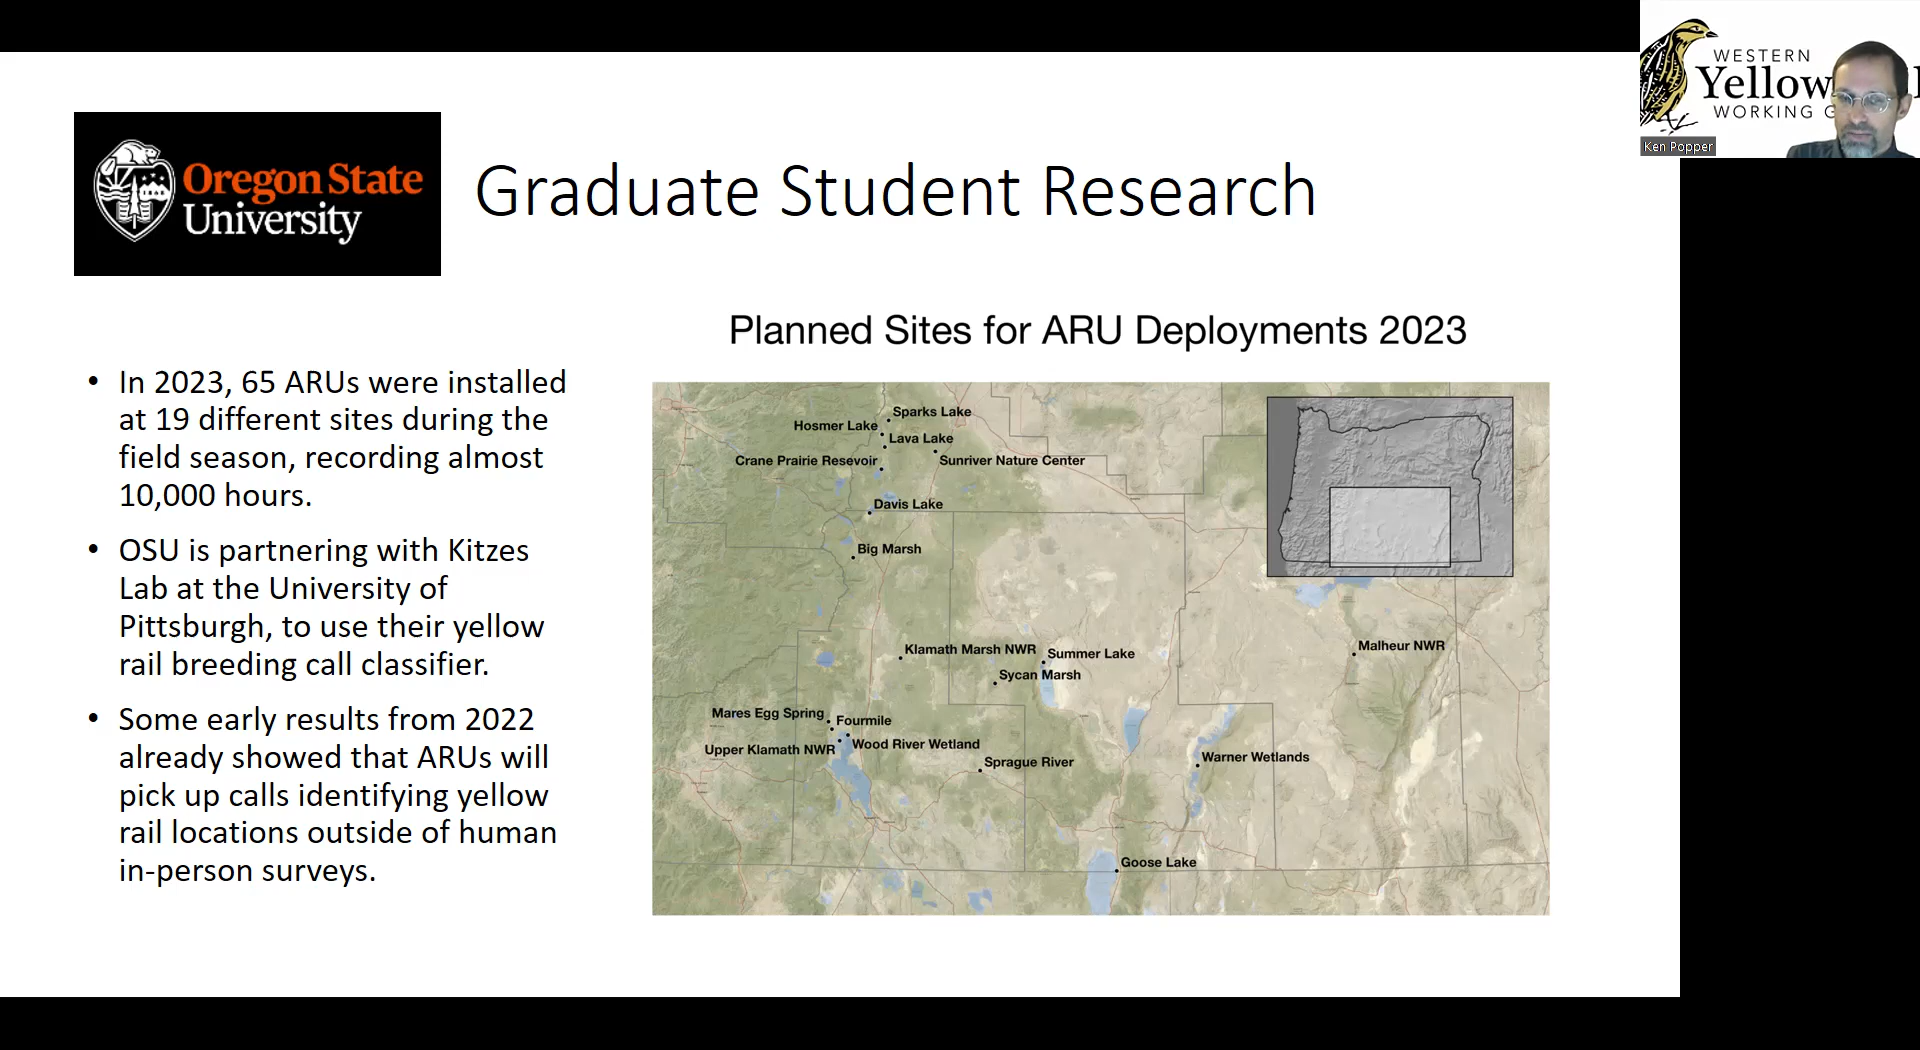 WESTERN
Yellow
WORKING
Ken Popper
Oregon State
University
Graduate Student Research
Planned Sites for ARU Deployments 2023
• In 2023, 65 ARUs were installed
at 19 different sites during the
field season, recording almost
10,000 hours.
• OSU is partnering with Kitzes
Lab at the University of
Pittsburgh, to use their yellow
rail breeding call classifier.
• Some early results from 2022
already showed that ARUs will
pick up calls identifying yellow
rail locations outside of human
in-person surveys.
Sparks Lake
Hosmer Lake
Lava Lake
Crane Prairie Resevoir
Sunriver Nature Center
Davis Lake
Big Marsh
Klamath Marsh NWR
Summer Lake
Malheur NWR
Sycan Marsh
Mares Egg Spring
Fourmile
Upper Klamath NWR
Wood River Wetland
Sprague River
Warner Wetlands
Goose Lake